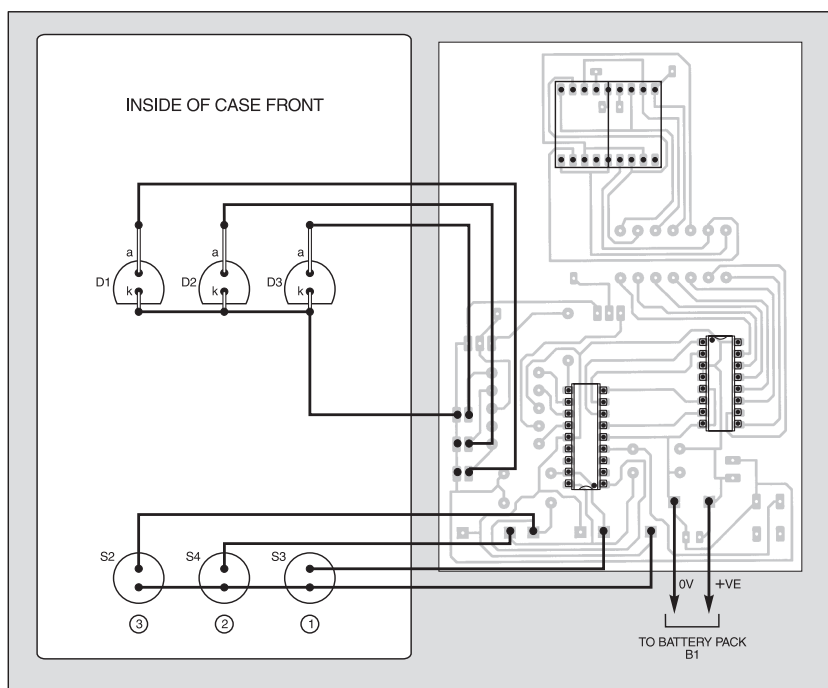 INSIDE OF CASE FRONT
a
a
a
D1
D2
D3
k
k
k
S2
S4
S3
3
2
1
0V
+VE
TO BATTERY PACK
B1